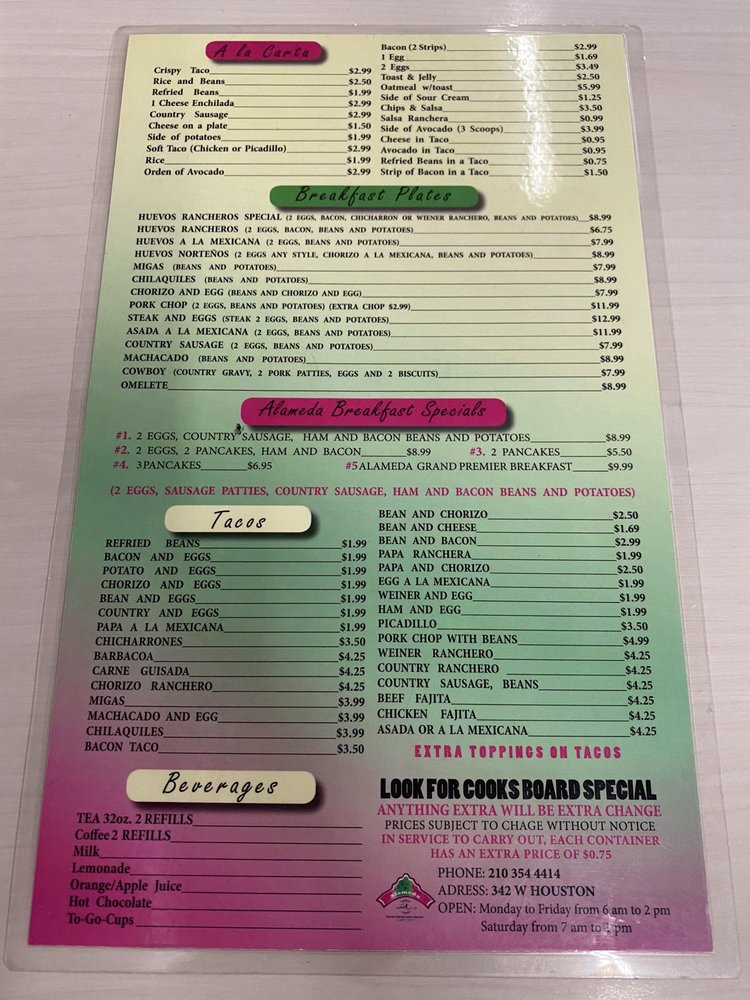 A la Carta
Crispy Taco $2.99
Rice and Beans $2.50
Refried Beans $1.99
1 Cheese Enchilada $2.99
Country Sausage $2.99
Cheese on a plate $1.50
Side of potatoes $1.99
Soft Taco (Chicken or Picadillo) $2.99
Rice $1.99
Orden of Avocado $2.99
Bacon (2 Strips) $2.99
1 Egg $1.69
2 Eggs $3.49
Toast & Jelly $2.50
Oatmeal w/toast $5.99
Side of Sour Cream $1.25
Chips & Salsa $3.50
Salsa Ranchera $0.99
Side of Avocado (3 Scoops) $3.99
Cheese in Taco $0.95
Avocado in Taco $0.95
Refried Beans in a Taco $0.75
Strip of Bacon in a Taco $1.50
Breakfast Plates
HUEVOS RANCHEROS SPECIAL (2 EGGS, BACON, CHICHARRON OR WIENER RANCHERO, BEANS AND POTATOES) $8.99
HUEVOS RANCHEROS (2 EGGS, BACON, BEANS AND POTATOES) $6.75
HUEVOS A LA MEXICANA (2 EGGS, BEANS AND POTATOES) $7.99
HUEVOS NORTEÑOS (2 EGGS ANY STYLE, CHORIZO A LA MEXICANA, BEANS AND POTATOES) $8.99
MIGAS (BEANS AND POTATOES) $7.99
CHILAQUILES (BEANS AND POTATOES) $8.99
CHORIZO AND EGG (BEANS AND CHORIZO AND EGG) $7.99
PORK CHOP (2 EGGS, BEANS AND POTATOES) (EXTRA CHOP $2.99) $11.99
STEAK AND EGGS (STEAK 2 EGGS, BEANS AND POTATOES) $12.99
ASADA A LA MEXICANA (2 EGGS, BEANS AND POTATOES) $11.99
COUNTRY SAUSAGE (2 EGGS, BEANS AND POTATOES) $7.99
MACHACADO (BEANS AND POTATOES) $8.99
COWBOY (COUNTRY GRAVY, 2 PORK PATTIES, EGGS AND 2 BISCUITS) $7.99
OMELETE $8.99
Alameda Breakfast Specials
#1. 2 EGGS, COUNTRY SAUSAGE, HAM AND BACON BEANS AND POTATOES $8.99
#2. 2 EGGS, 2 PANCAKES, HAM AND BACON $8.99 #3. 2 PANCAKES $5.50
#4. 3 PANCAKES $6.95 #5 ALAMEDA GRAND PREMIER BREAKFAST $9.99
(2 EGGS, SAUSAGE PATTIES, COUNTRY SAUSAGE, HAM AND BACON BEANS AND POTATOES)
Tacos
REFRIED BEANS $1.99
BACON AND EGGS $1.99
POTATO AND EGGS $1.99
CHORIZO AND EGGS $1.99
BEAN AND EGGS $1.99
COUNTRY AND EGGS $1.99
PAPA A LA MEXICANA $1.99
CHICHARRONES $3.50
BARBACOA $4.25
CARNE GUISADA $4.25
CHORIZO RANCHERO $4.25
MIGAS $3.99
MACHACADO AND EGG $3.99
CHILAQUILES $3.99
BACON TACO $3.50
BEAN AND CHORIZO $2.50
BEAN AND CHEESE $1.69
BEAN AND BACON $2.99
PAPA RANCHERA $1.99
PAPA AND CHORIZO $2.50
EGG A LA MEXICANA $1.99
WEINER AND EGG $1.99
HAM AND EGG $1.99
PICADILLO $3.50
PORK CHOP WITH BEANS $4.99
WEINER RANCHERO $4.25
COUNTRY RANCHERO $4.25
COUNTRY SAUSAGE, BEANS $4.25
BEEF FAJITA $4.25
CHICKEN FAJITA $4.25
ASADA OR A LA MEXICANA $4.25
EXTRA TOPPINGS ON TACOS
Beverages
TEA 32oz. 2 REFILLS
Coffee 2 REFILLS
Milk
Lemonade
Orange/Apple Juice
Hot Chocolate
To-Go-Cups
LOOK FOR COOKS BOARD SPECIAL
ANYTHING EXTRA WILL BE EXTRA CHANGE
PRICES SUBJECT TO CHAGE WITHOUT NOTICE
IN SERVICE TO CARRY OUT, EACH CONTAINER
HAS AN EXTRA PRICE OF $0.75
PHONE: 210 354 4414
ADRESS: 342 W HOUSTON
OPEN: Monday to Friday from 6 am to 2 pm
Saturday from 7 am to pm